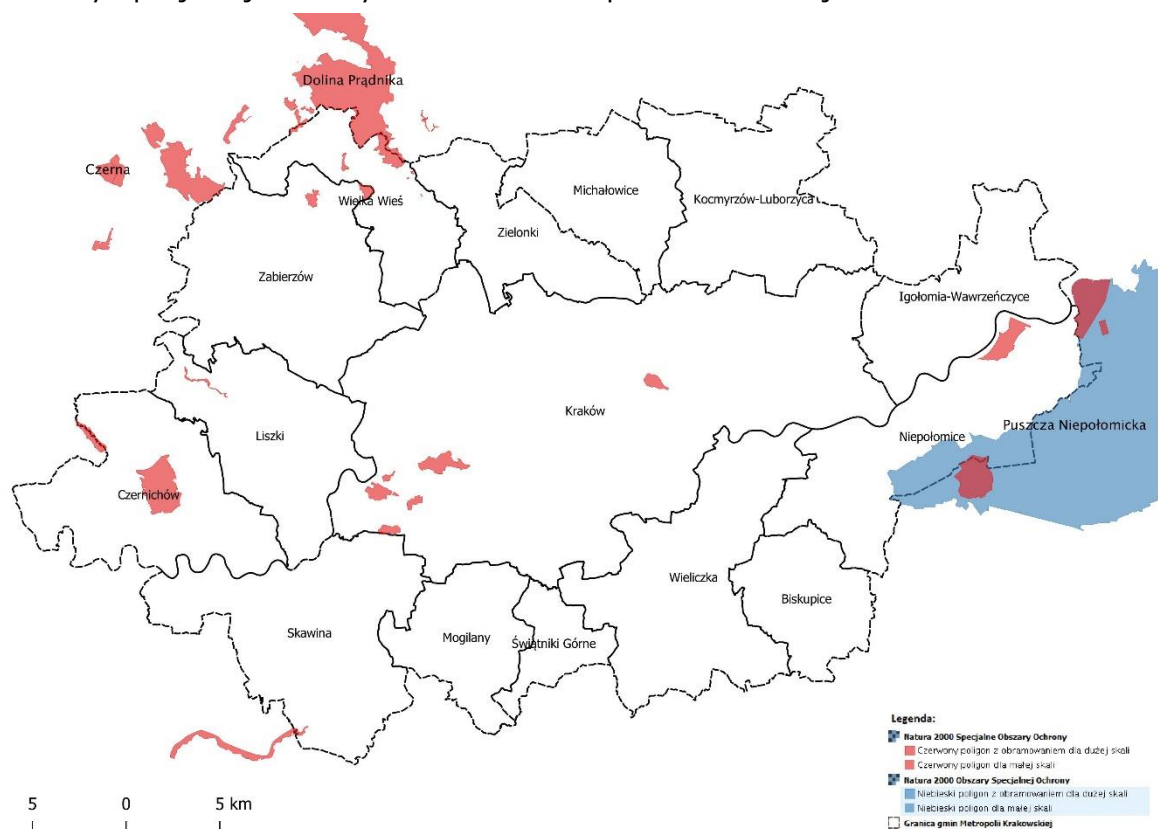 Dolina Prądnika
Czerna
Wielka Wieś
Michałowice
Kocmyrzów-Luborzyca
Zielonki
Zabierzów
Igołomia-Wawrzeńczyce
Kraków
Liszki
Niepołomice
Puszcza Niepołomicka
Czernichów
Wieliczka
Biskupice
Skawina
Mogilany
Świątniki Górne
Legenda:
Natura 2000 Specjalne Obszary Ochrony
Czerwony poligon z obramowaniem dla dużej skali
Czerwony poligon dla małej skali
Natura 2000 Obszary Specjalnej Ochrony
Niebieski poligon z obramowaniem dla dużej skali
Niebieski poligon dla małej skali
Granica gmin Metropolii Krakowskiej
5 0 5 km